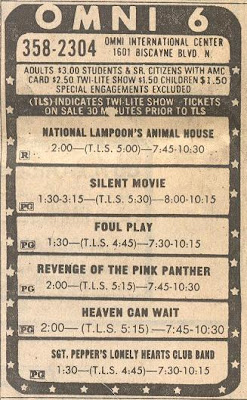 OMNI 6
358-2304 OMNI INTERNATIONAL CENTER
1601 BISCAYNE BLVD. N.
ADULTS $3.00 STUDENTS & SR. CITIZENS WITH AMC
CARD $2.50 TWI-LITE SHOW $1.50 CHILDREN $1.50
SPECIAL ENGAGEMENTS EXCLUDED
(TLS) INDICATES TWI-LITE SHOW - TICKETS
ON SALE 30 MINUTES PRIOR TO TLS
NATIONAL LAMPOON'S ANIMAL HOUSE
R 2:00—(T.L.S. 5:00)—7:45-10:30
SILENT MOVIE
PG 1:30-3:15—(T.L.S. 5:30)—8:00-10:15
FOUL PLAY
PG 1:30—(T.L.S. 4:45)—7:30-10:15
REVENGE OF THE PINK PANTHER
PG 2:00—(T.L.S. 5:15)—7:45-10:30
HEAVEN CAN WAIT
PG 2:00—(T.L.S. 5:15)—7:45-10:30
SGT. PEPPER'S LONELY HEARTS CLUB BAND
PG 1:30—(T.L.S. 4:45)—7:30-10:15